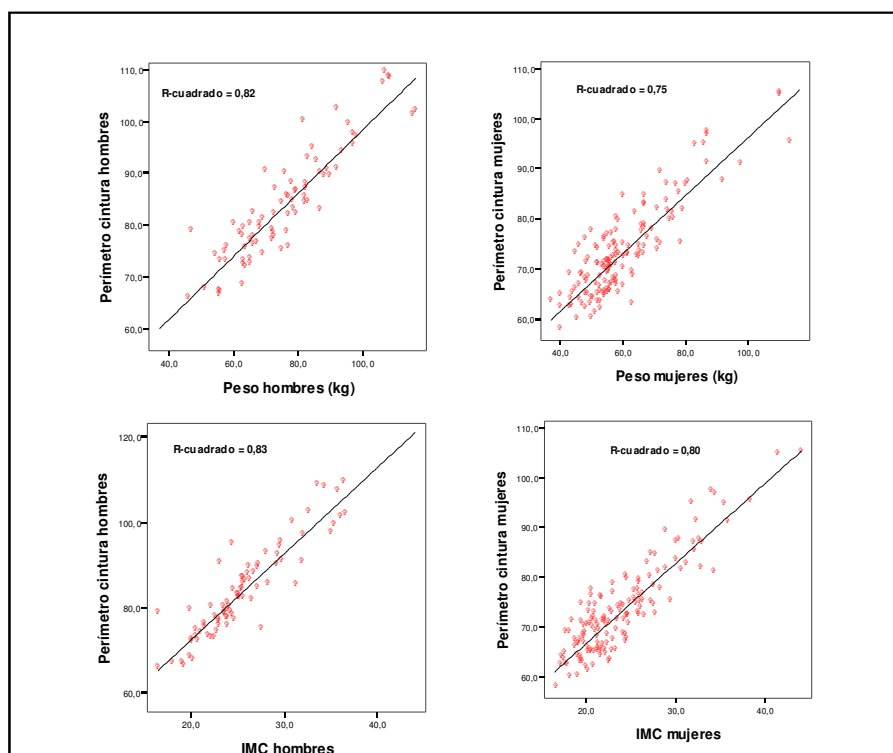 R-cuadrado = 0,82
Perímetro cintura hombres
110,0
100,0
90,0
80,0
70,0
60,0
40,0 60,0 80,0 100,0
Peso hombres (kg)
R-cuadrado = 0,75
Perímetro cintura mujeres
110,0
100,0
90,0
80,0
70,0
60,0
40,0 60,0 80,0 100,0
Peso mujeres (kg)
R-cuadrado = 0,83
Perímetro cintura hombres
120,0
100,0
80,0
60,0
20,0 30,0 40,0
IMC hombres
R-cuadrado = 0,80
Perímetro cintura mujeres
110,0
100,0
90,0
80,0
70,0
60,0
20,0 30,0 40,0
IMC mujeres